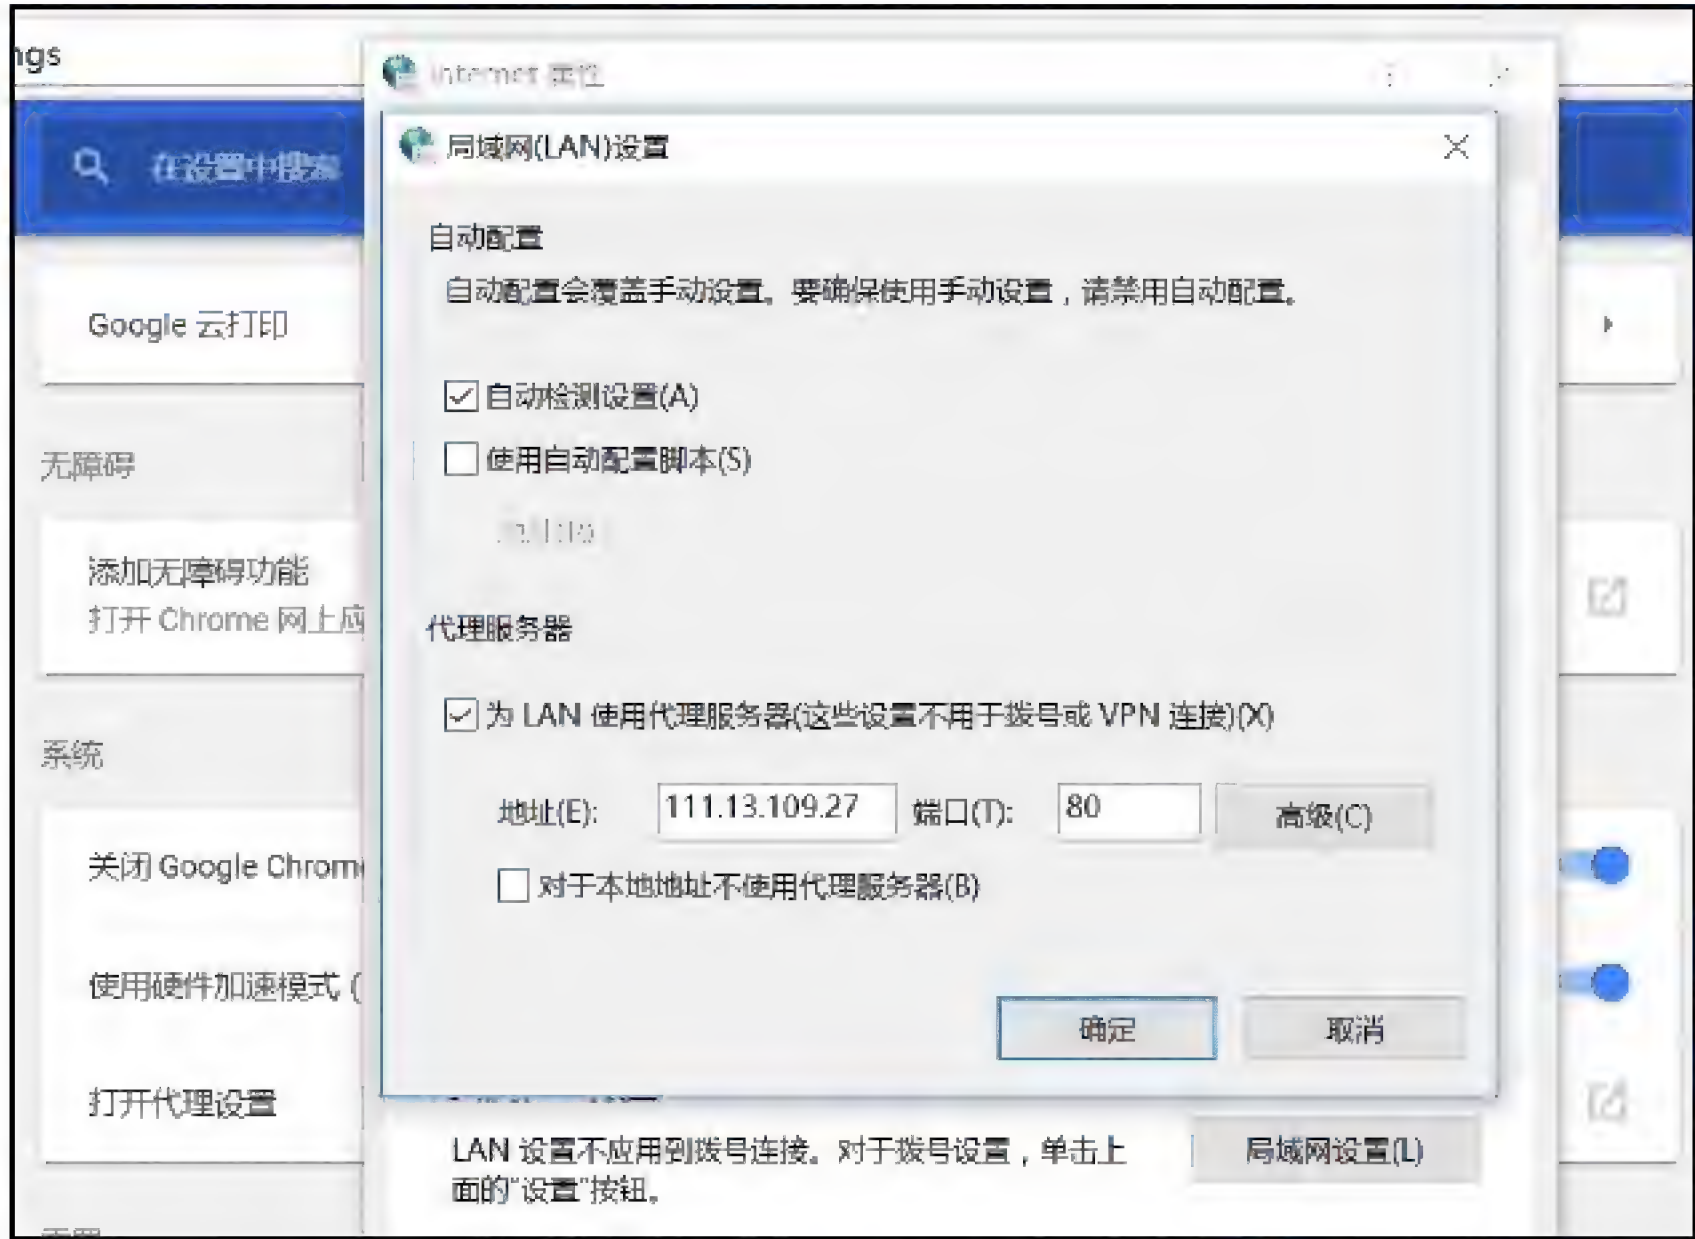 ngs
Internet 属性
在设置中搜索
局域网(LAN)设置
自动配置
自动配置会覆盖手动设置。要确保使用手动设置，请禁用自动配置。
Google 云打印
自动检测设置(A)
使用自动配置脚本(S)
无障碍
添加无障碍功能
打开 Chrome 网上应
代理服务器
为 LAN 使用代理服务器(这些设置不用于拨号或 VPN 连接)(X)
系统
地址(E): 111.13.109.27 端口(T): 80 高级(C)
关闭 Google Chrome
对于本地地址不使用代理服务器(B)
使用硬件加速模式 (
确定 取消
打开代理设置
LAN 设置不应用到拨号连接。对于拨号设置，单击上
面的“设置”按钮。
局域网设置(L)